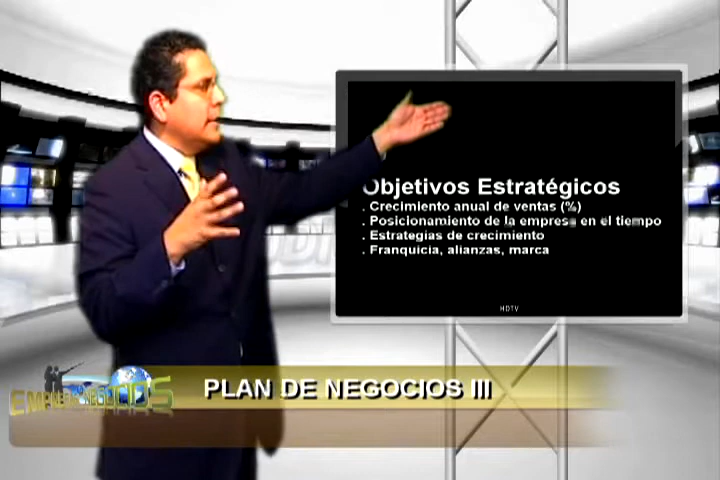 Objetivos Estratégicos
. Crecimiento anual de ventas (%)
. Posicionamiento de la empresa en el tiempo
. Estrategias de crecimiento
. Franquicia, alianzas, marca
HDTV
PLAN DE NEGOCIOS III